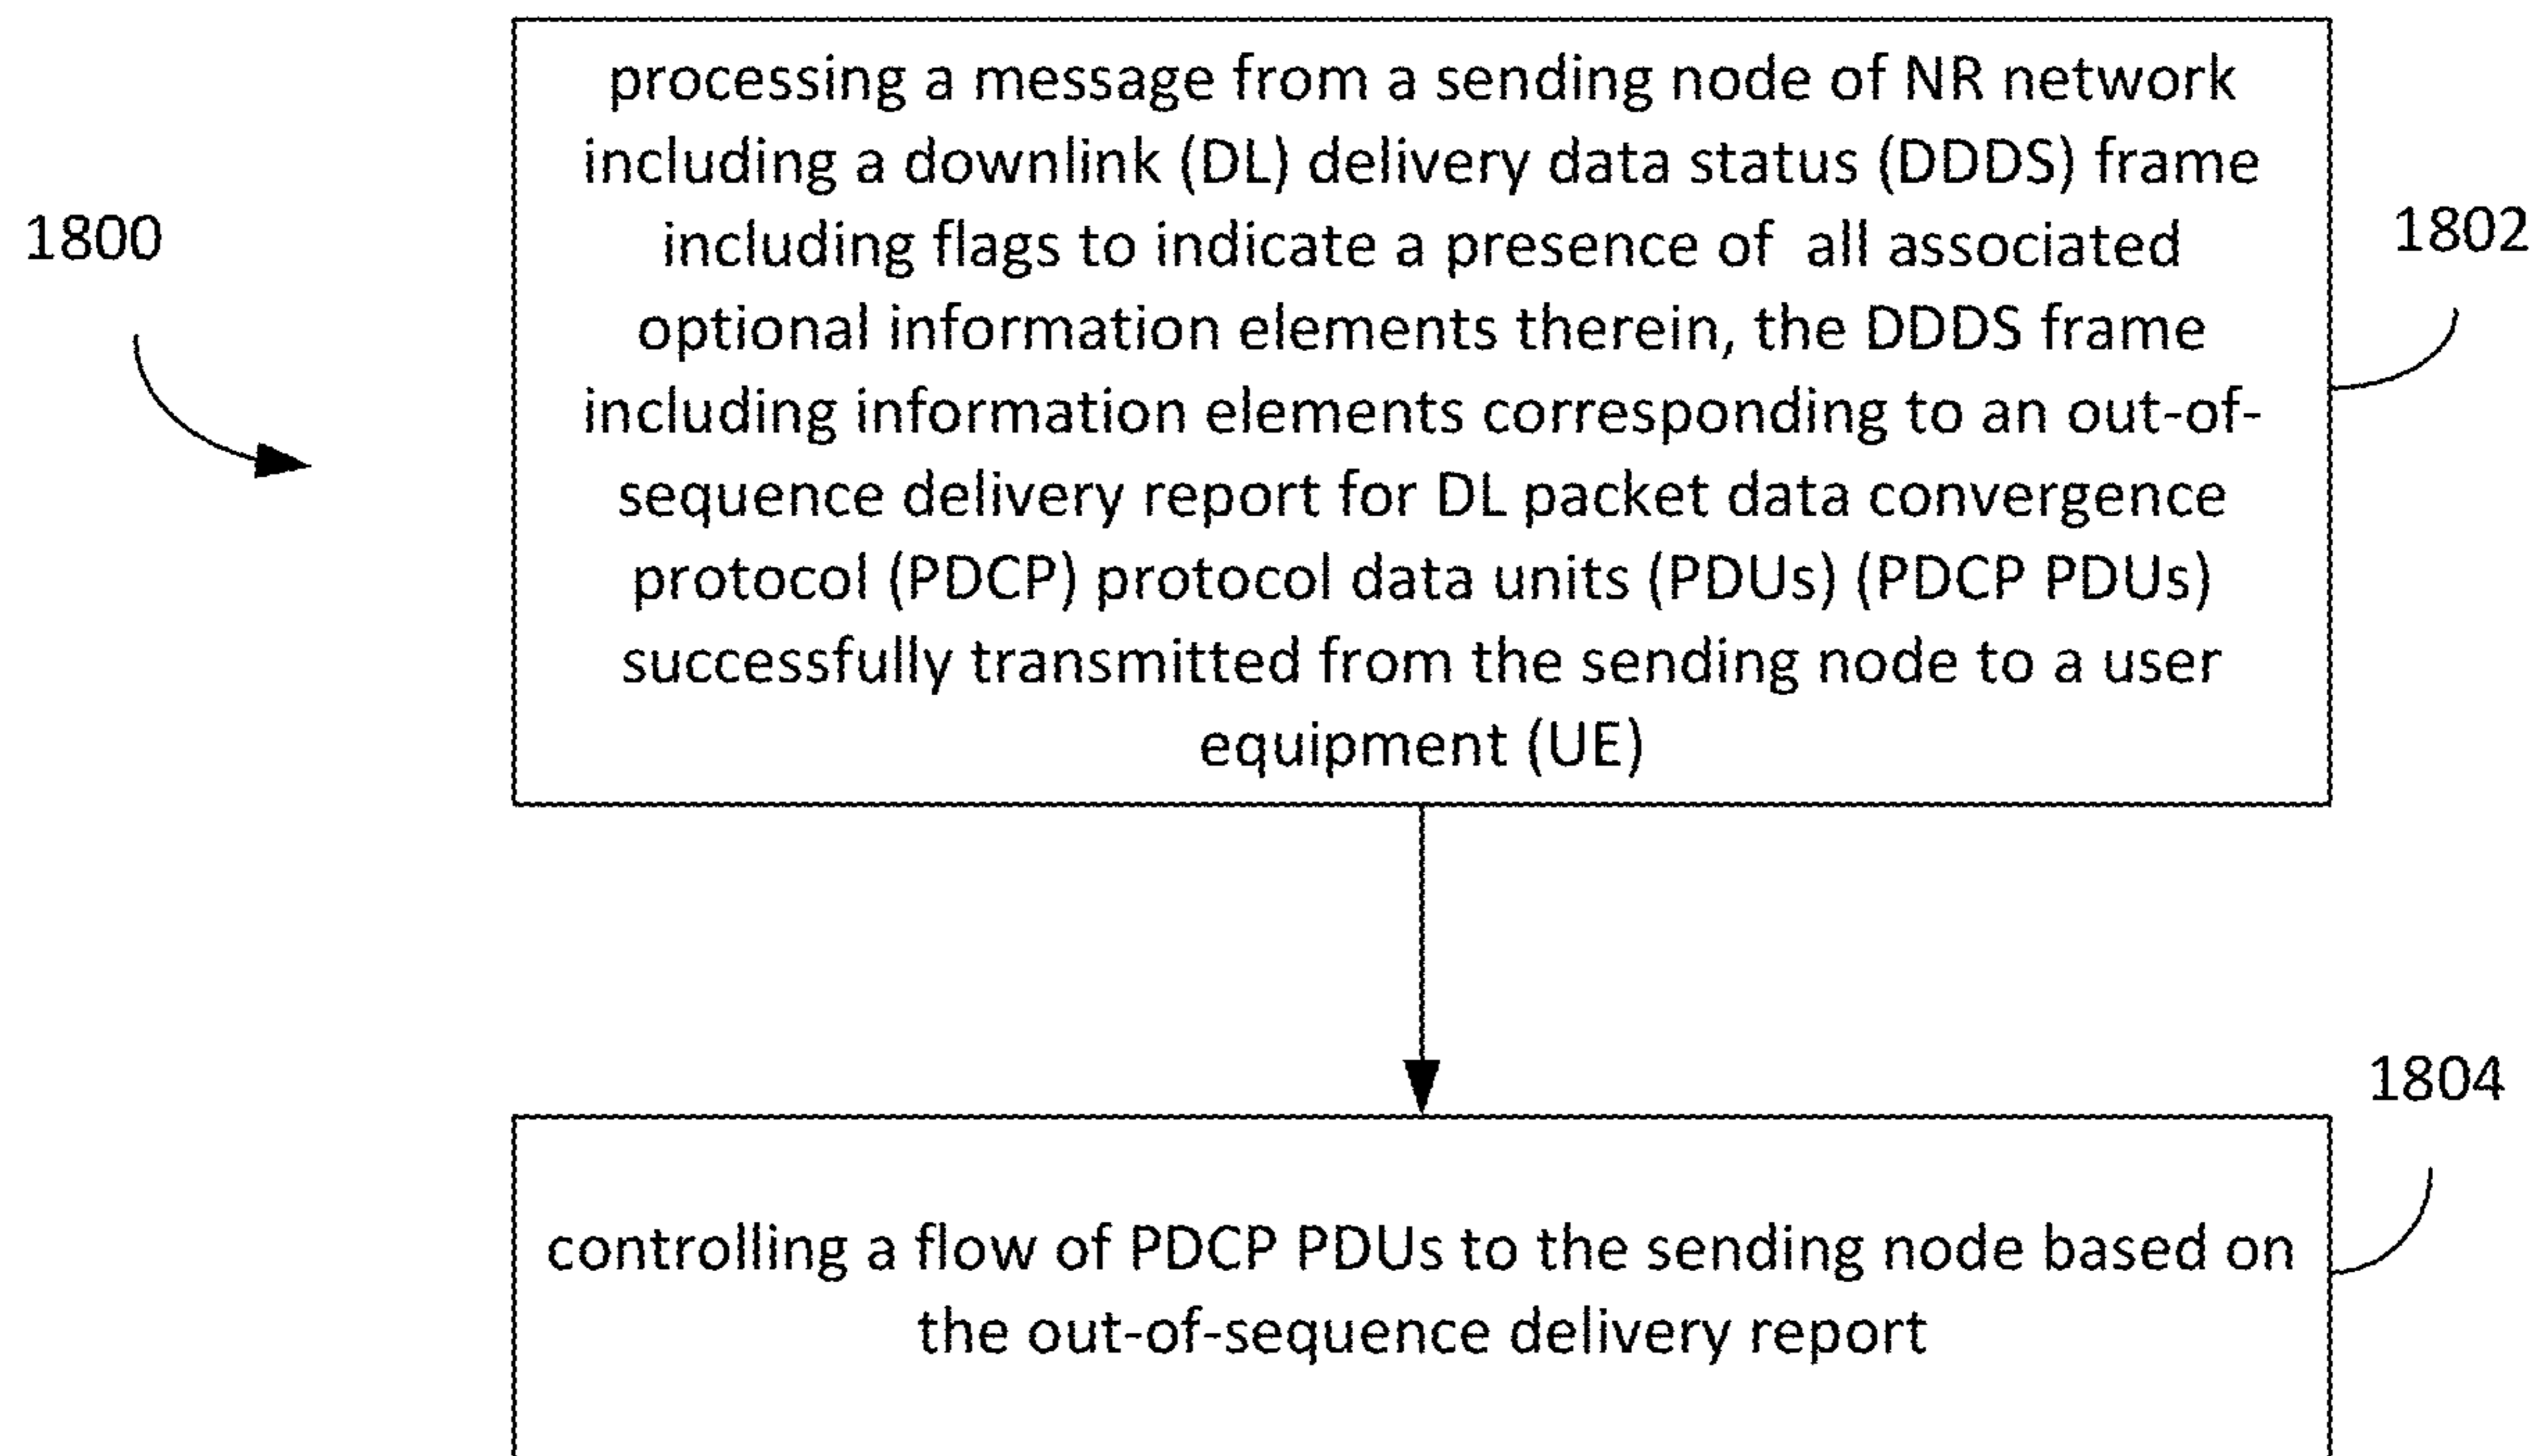 1800
processing a message from a sending node of NR network
including a downlink (DL) delivery data status (DDDS) frame
including flags to indicate a presence of all associated
optional information elements therein, the DDDS frame
including information elements corresponding to an out-of-
sequence delivery report for DL packet data convergence
protocol (PDCP) protocol data units (PDUs) (PDCP PDUs)
successfully transmitted from the sending node to a user
equipment (UE)
1802
1804
controlling a flow of PDCP PDUs to the sending node based on
the out-of-sequence delivery report